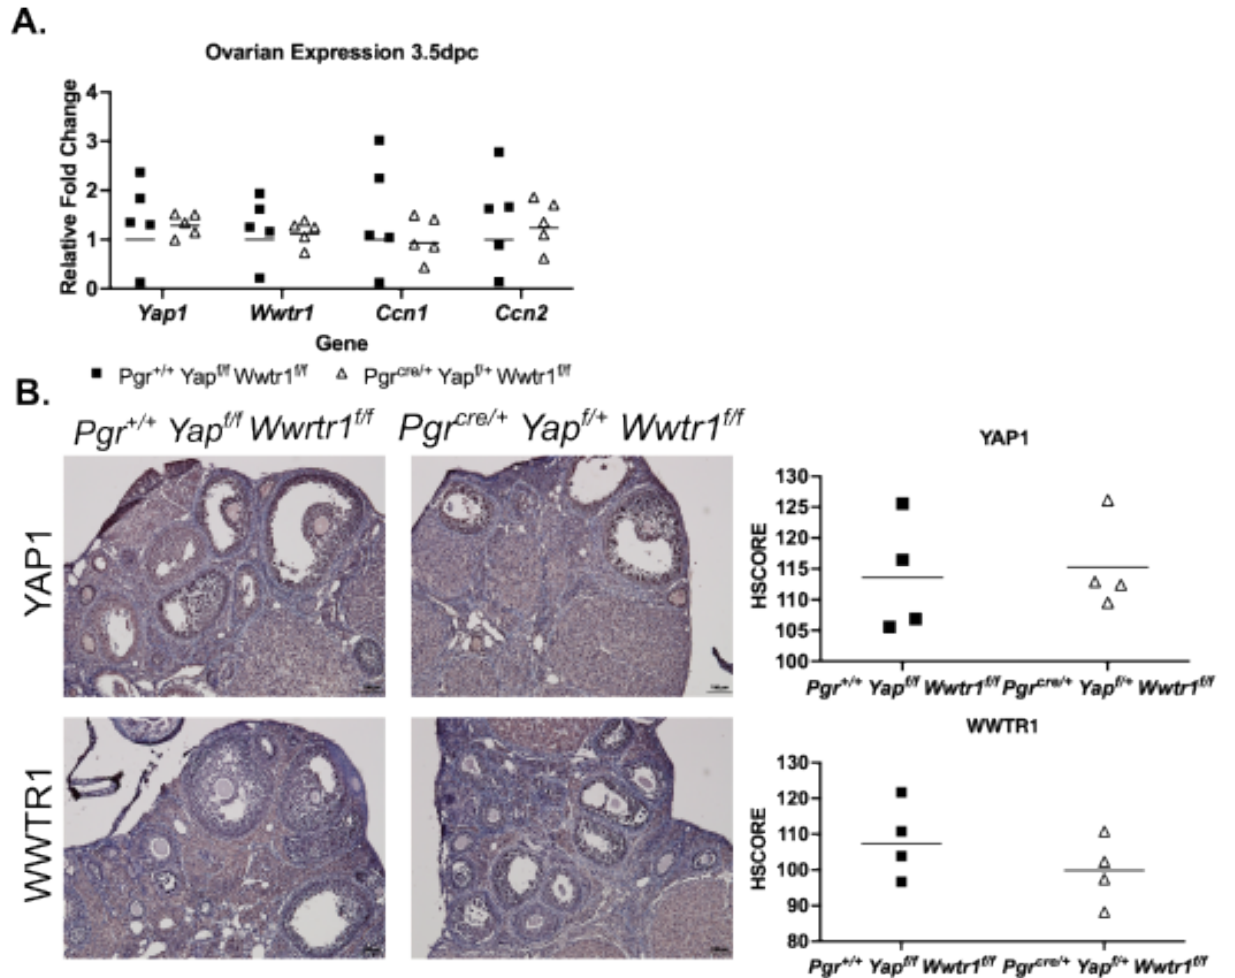 A.
Ovarian Expression 3.5dpc
Relative Fold Change
4
3
2
1
0
Yap1 Wwtr1 Ccn1 Ccn2
Gene
Pgr+/+ Yapf/f Wwtr1f/f Pgrcre/+ Yapf/+ Wwtr1f/f
B.
Pgr+/+ Yapf/f Wwrtr1f/f Pgrcre/+ Yapf/+ Wwtr1f/f
YAP1
WWTR1
YAP1
HSCORE
130
125
120
115
110
105
100
Pgr+/+ Yapf/f Wwtr1f/f Pgrcre/+ Yapf/+ Wwtr1f/f
WWTR1
HSCORE
130
120
110
100
90
80
Pgr+/+ Yapf/f Wwtr1f/f Pgrcre/+ Yapf/+ Wwtr1f/f